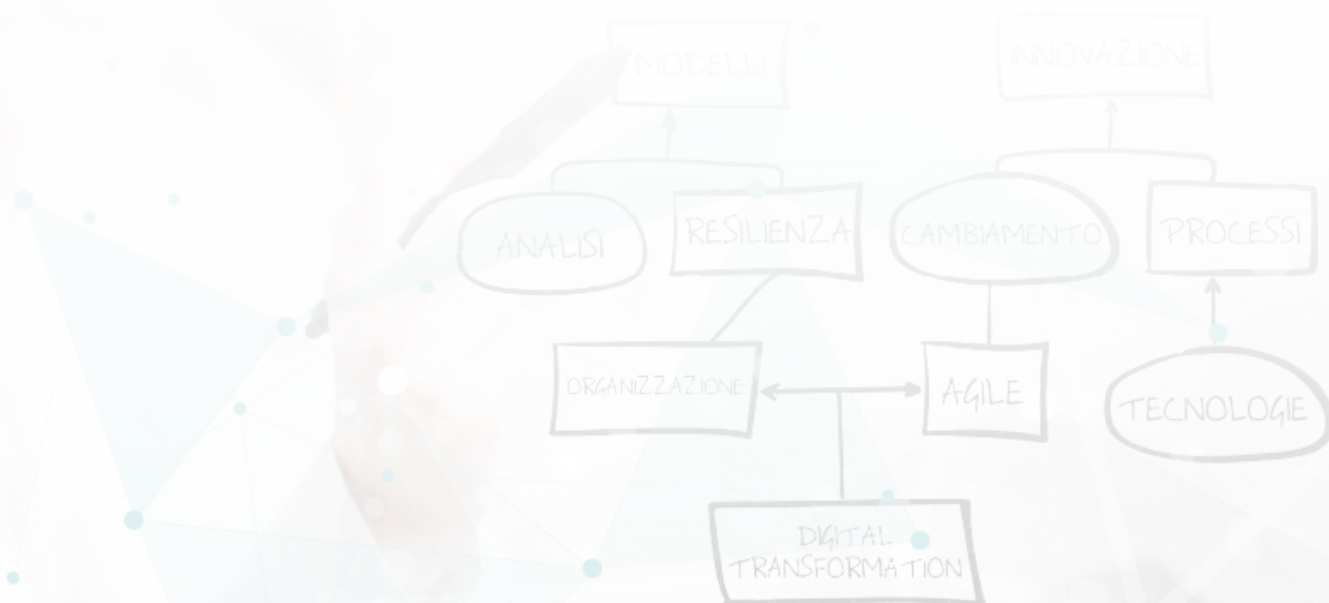 MODELLI
INNOVAZIONE
ANALISI
RESILIENZA
CAMBIAMENTO
PROCESSI
ORGANIZZAZIONE
AGILE
TECNOLOGIE
DIGITAL
TRANSFORMATION